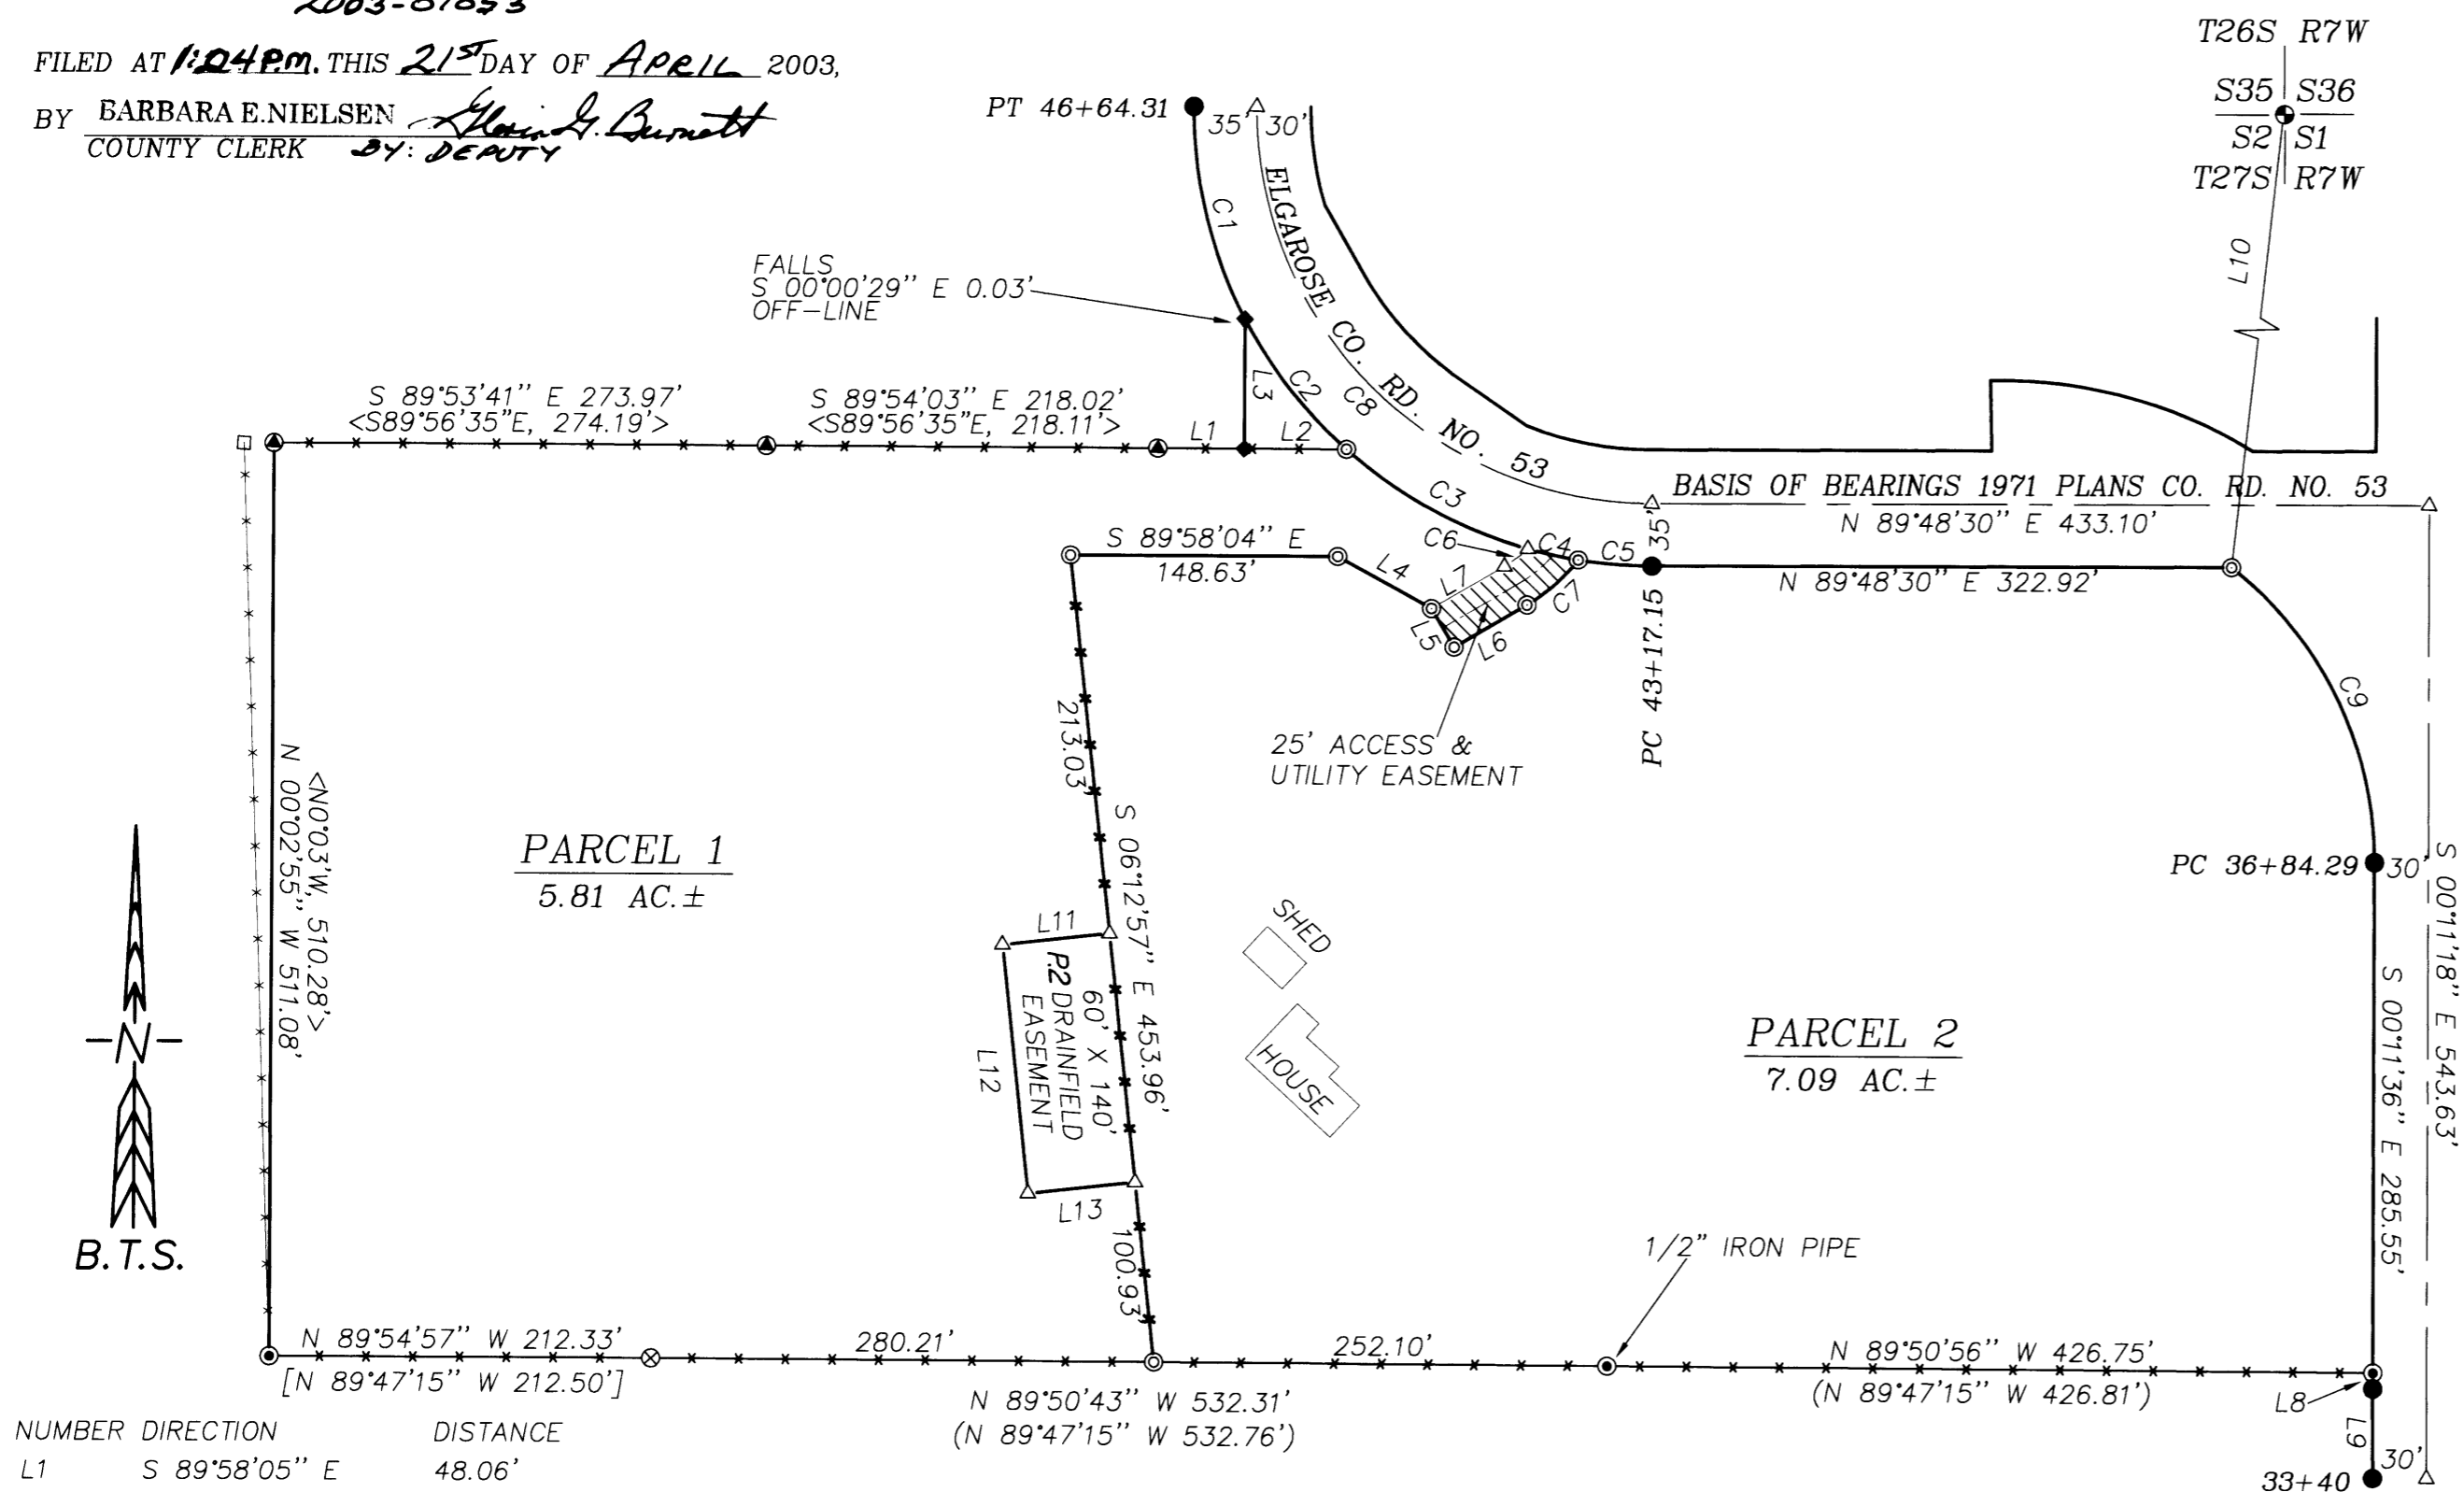 2003-07053
FILED AT 1:04 P.M. THIS 21ST DAY OF APRIL 2003,
BY BARBARA E.NIELSEN
COUNTY CLERK BY: DEPUTY
T26S R7W
S35 S36
S2 S1
T27S R7W
PT 46+64.31
35' 30'
C1
ELGAROSE CO. RD. NO. 53
L10
FALLS
S 00°00'29" E 0.03'
OFF-LINE
L3
C2
C8
S 89°53'41" E 273.97'
<S89°56'35"E, 274.19'>
S 89°54'03" E 218.02'
<S89°56'35"E, 218.11'>
L1
L2
C3
BASIS OF BEARINGS 1971 PLANS CO. RD. NO. 53
N 89°48'30" E 433.10'
S 89°58'04" E
148.63'
L4
C6
C4
C5
35'
L7
C7
L5
L6
N 89°48'30" E 322.92'
PC 43+17.15
C9
25' ACCESS &
UTILITY EASEMENT
213.03'
S 06°12'57" E 453.96'
<N0°03'W, 510.28'>
N 00°02'55" W 511.08'
PARCEL 1
5.81 AC.±
PC 36+84.29
30'
S 00°11'18" E 543.63'
S 00°11'36" E 285.55'
L11
P.2
60' X 140'
DRAINFIELD
EASEMENT
L12
L13
SHED
HOUSE
PARCEL 2
7.09 AC.±
N
B.T.S.
100.93'
1/2" IRON PIPE
N 89°54'57" W 212.33'
[N 89°47'15" W 212.50']
280.21'
252.10'
N 89°50'56" W 426.75'
(N 89°47'15" W 426.81')
N 89°50'43" W 532.31'
(N 89°47'15" W 532.76')
L8
L9
30'
33+40
NUMBER DIRECTION DISTANCE
L1 S 89°58'05" E 48.06'